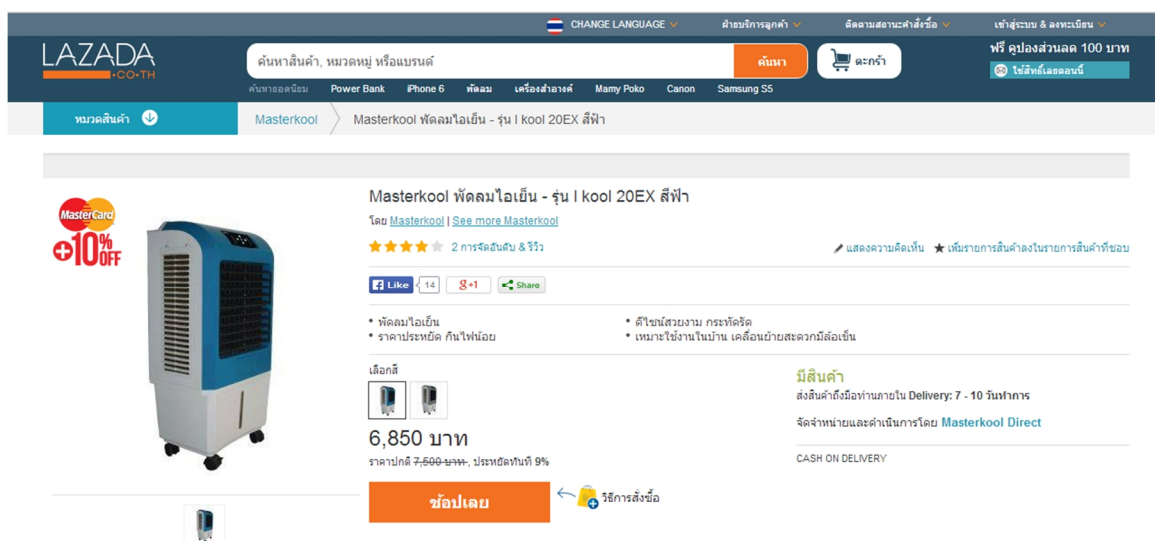 CHANGE LANGUAGE ฝ่ายบริการลูกค้า ติดตามสถานะคำสั่งซื้อ เข้าสู่ระบบ & ลงทะเบียน
LAZADA
•CO•TH
ค้นหาสินค้า, หมวดหมู่ หรือแบรนด์ ค้นหา ตะกร้า
ฟรี คูปองส่วนลด 100 บาท
ใช้สิทธิ์เลยตอนนี้
ค้นหายอดนิยม Power Bank iPhone 6 พัดลม เครื่องสำอางค์ Mamy Poko Canon Samsung S5
หมวดสินค้า Masterkool Masterkool พัดลมไอเย็น - รุ่น I kool 20EX สีฟ้า
MasterCard
+10% OFF
Masterkool พัดลมไอเย็น - รุ่น I kool 20EX สีฟ้า
โดย Masterkool | See more Masterkool
2 การจัดอันดับ & รีวิว แสดงความคิดเห็น เพิ่มรายการสินค้าลงในรายการสินค้าที่ชอบ
Like 14 g+1 Share
• พัดลมไอเย็น • ดีไซน์สวยงาม กระทัดรัด
• ราคาประหยัด กินไฟน้อย • เหมาะใช้งานในบ้าน เคลื่อนย้ายสะดวกมีล้อเข็น
เลือกสี
มีสินค้า
ส่งสินค้าถึงมือท่านภายใน Delivery: 7 - 10 วันทำการ
จัดจำหน่ายและดำเนินการโดย Masterkool Direct
6,850 บาท
ราคาปกติ 7,500 บาท , ประหยัดทันที 9%
CASH ON DELIVERY
ช้อปเลย วิธีการสั่งซื้อ